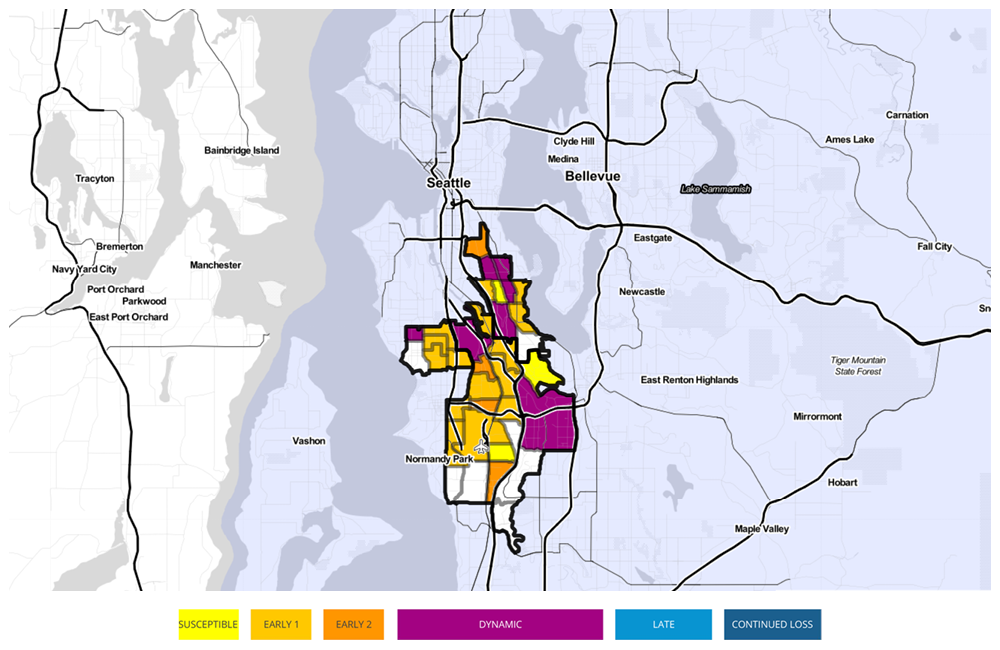 Carnation
Clyde Hill
Ames Lake
Bainbridge Island
Medina
Bellevue
Tracyton
Seattle
Lake Sammamish
Eastgate
Bremerton
Fall City
Navy Yard City
Manchester
Port Orchard
Newcastle
Parkwood
Sn
East Port Orchard
Tiger Mountain
State Forest
East Renton Highlands
Mirrormont
Vashon
Normandy Park
Hobart
Maple Valley
SUSCEPTIBLE EARLY 1 EARLY 2 DYNAMIC LATE CONTINUED LOSS